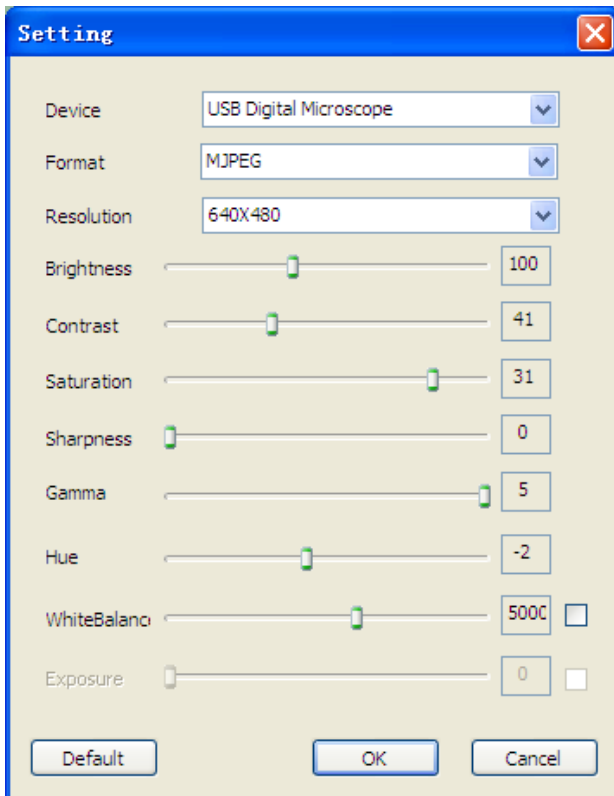 Setting
Device USB Digital Microscope
Format MJPEG
Resolution 640X480
Brightness 100
Contrast 41
Saturation 31
Sharpness 0
Gamma 5
Hue -2
WhiteBalanc 5000
Exposure 0
Default OK Cancel